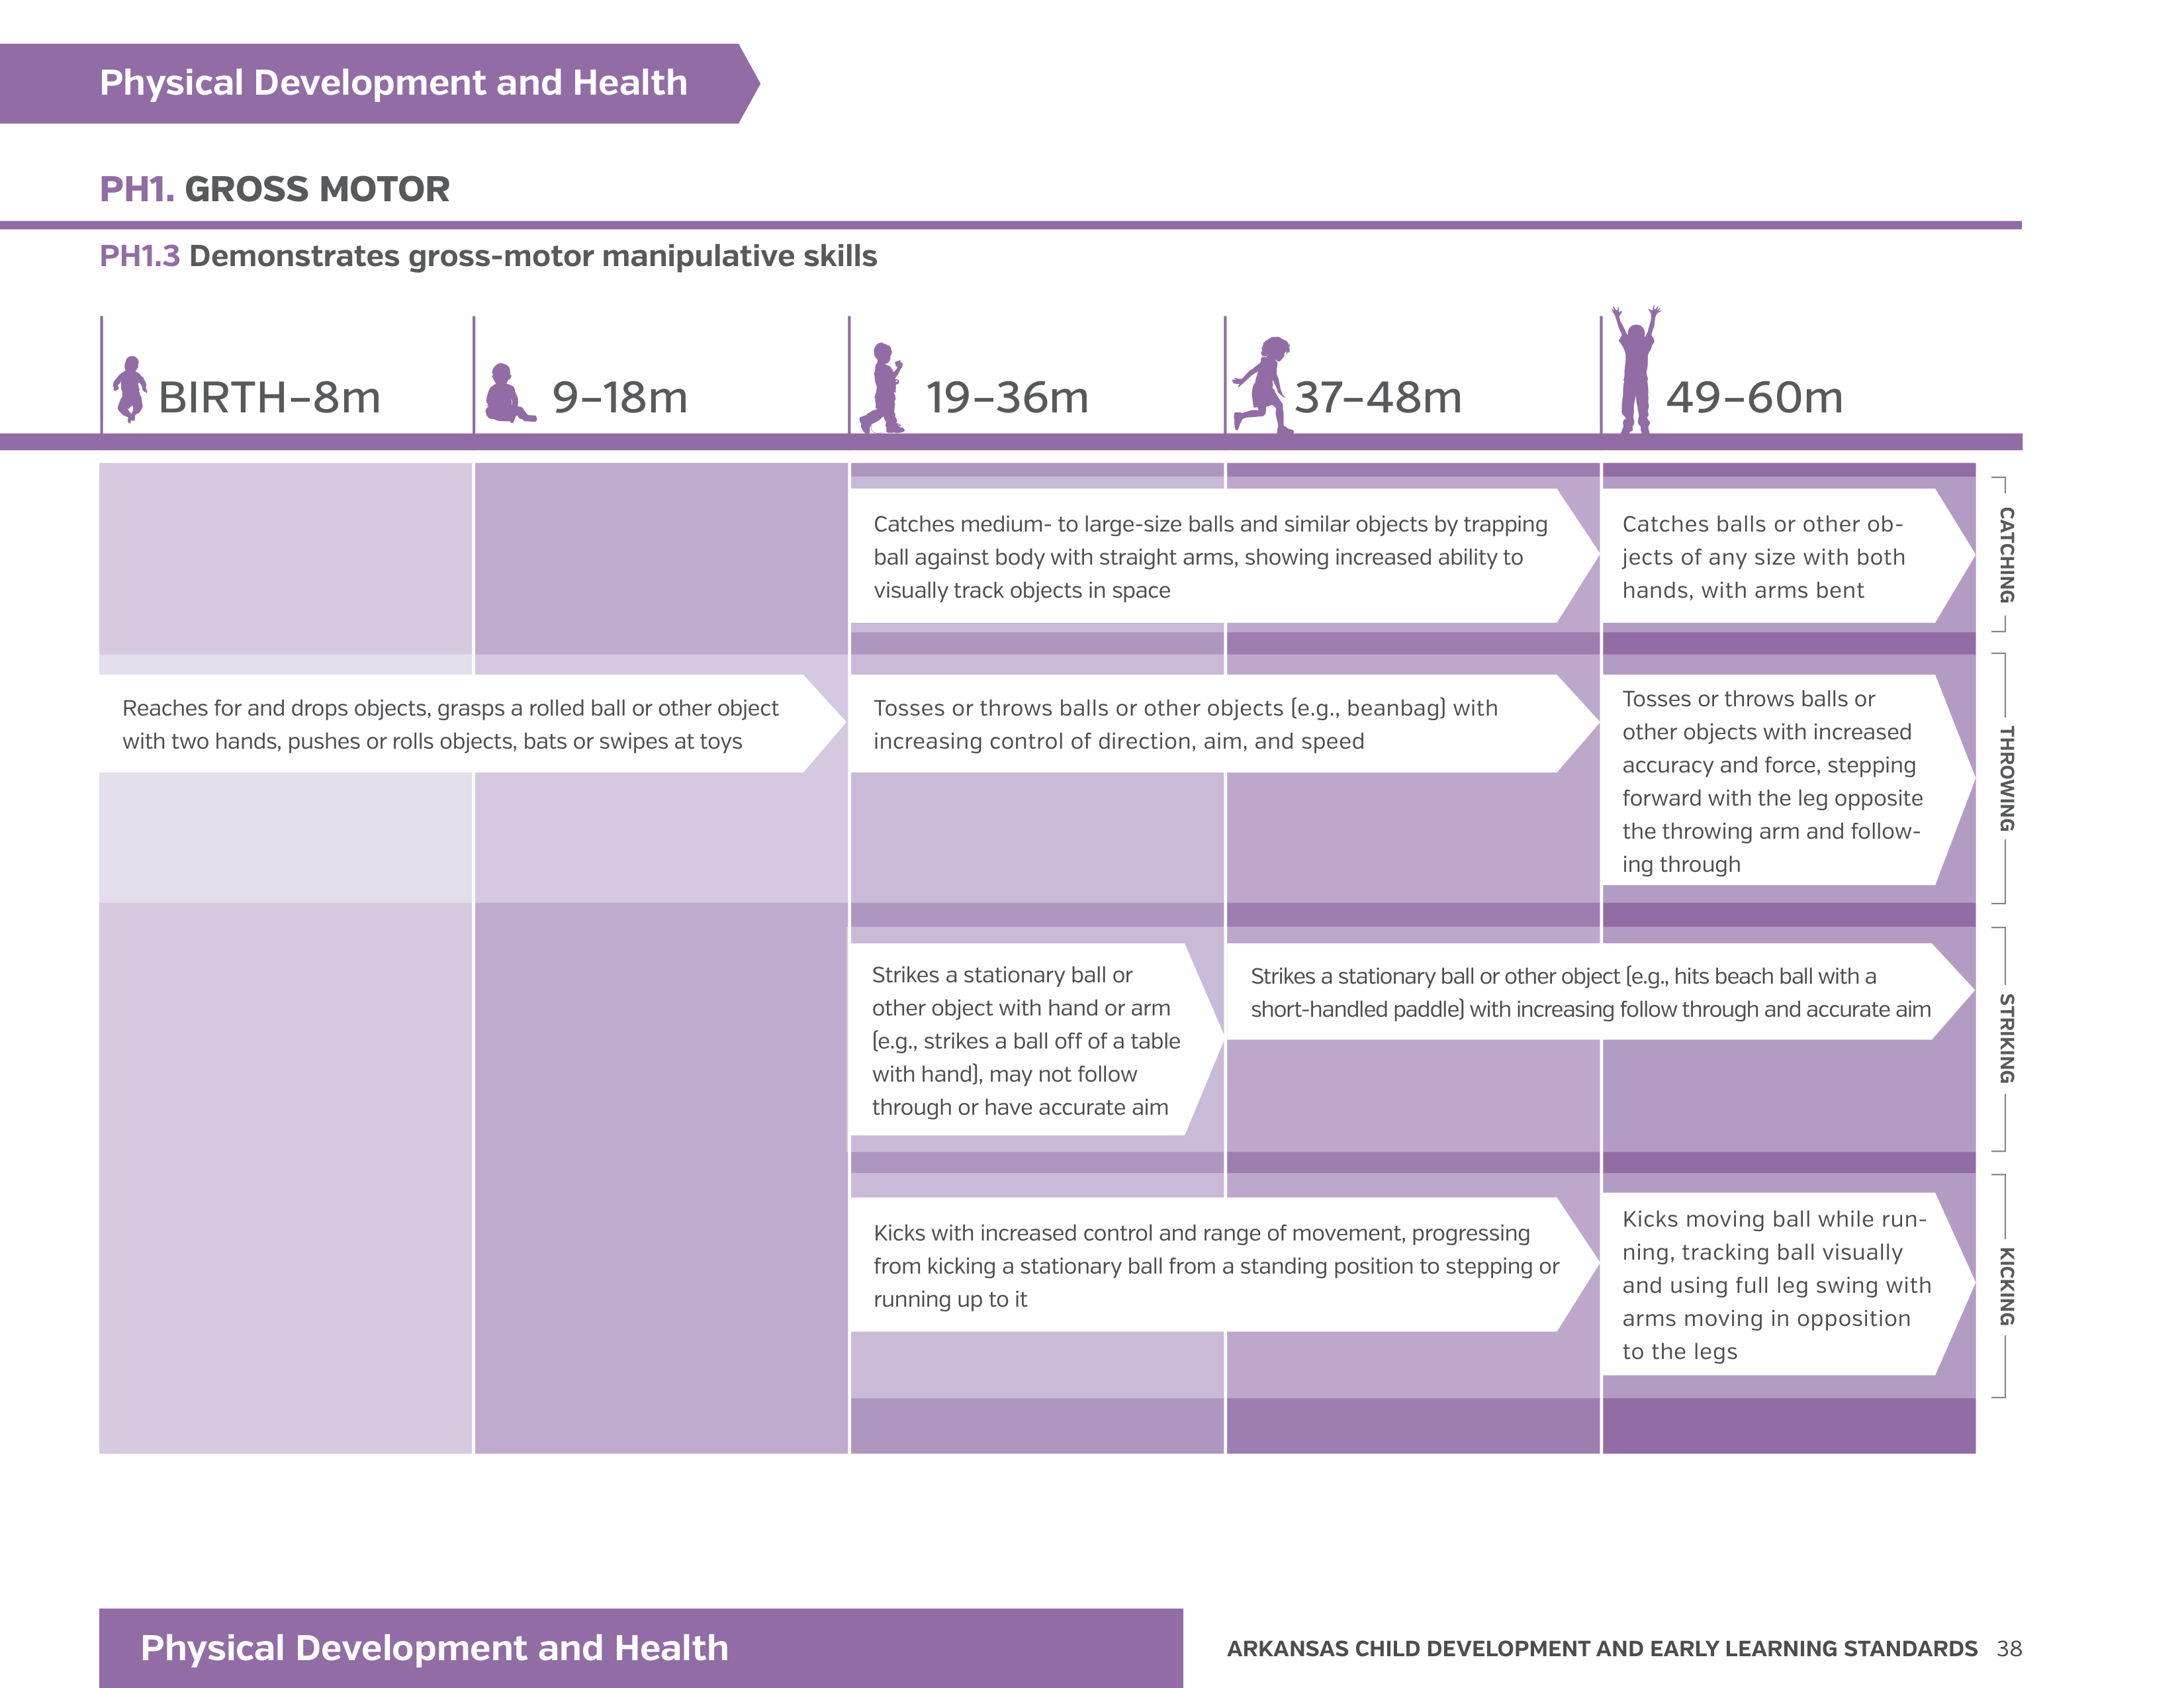 Physical Development and Health
PH1. GROSS MOTOR
PH1.3 Demonstrates gross-motor manipulative skills
BIRTH–8m
9–18m
19–36m
37–48m
49–60m
Catches medium- to large-size balls and similar objects by trapping
ball against body with straight arms, showing increased ability to
visually track objects in space
Catches balls or other ob-
jects of any size with both
hands, with arms bent
CATCHING
Reaches for and drops objects, grasps a rolled ball or other object
with two hands, pushes or rolls objects, bats or swipes at toys
Tosses or throws balls or other objects (e.g., beanbag) with
increasing control of direction, aim, and speed
Tosses or throws balls or
other objects with increased
accuracy and force, stepping
forward with the leg opposite
the throwing arm and follow-
ing through
THROWING
Strikes a stationary ball or
other object with hand or arm
(e.g., strikes a ball off of a table
with hand), may not follow
through or have accurate aim
Strikes a stationary ball or other object (e.g., hits beach ball with a
short-handled paddle) with increasing follow through and accurate aim
STRIKING
Kicks with increased control and range of movement, progressing
from kicking a stationary ball from a standing position to stepping or
running up to it
Kicks moving ball while run-
ning, tracking ball visually
and using full leg swing with
arms moving in opposition
to the legs
KICKING
Physical Development and Health
ARKANSAS CHILD DEVELOPMENT AND EARLY LEARNING STANDARDS 38